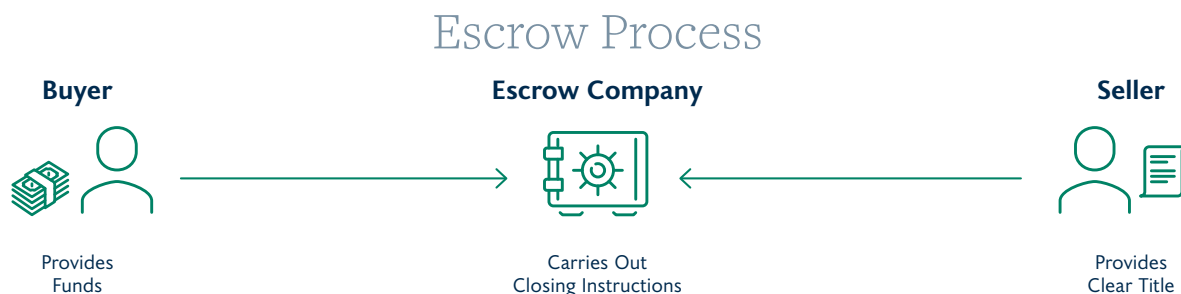 Escrow Process
Buyer
Escrow Company
Seller
Provides
Funds
Carries Out
Closing Instructions
Provides
Clear Title